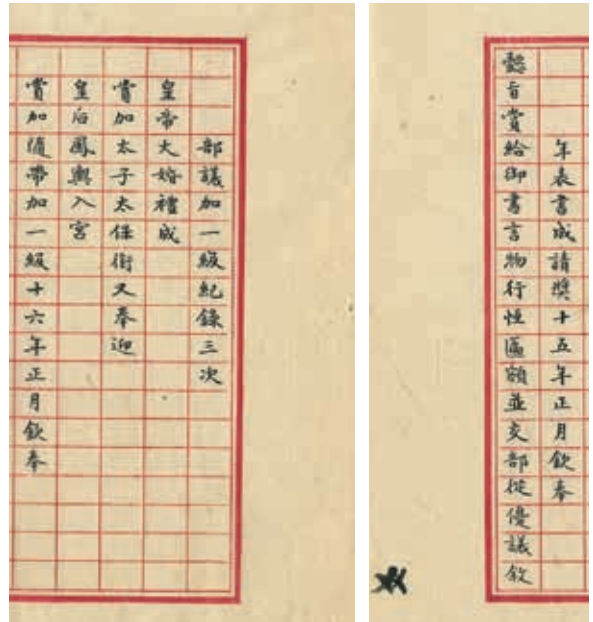 年表書成請獎十五年正月欽奉
懿旨賞給御書言物行恒匾額並交部從優議敘
部議加一級紀錄三次
皇帝大婚禮成
賞加太子太保銜又奉迎
皇后鳳輿入宮
賞加隨帶加一級十六年正月欽奉